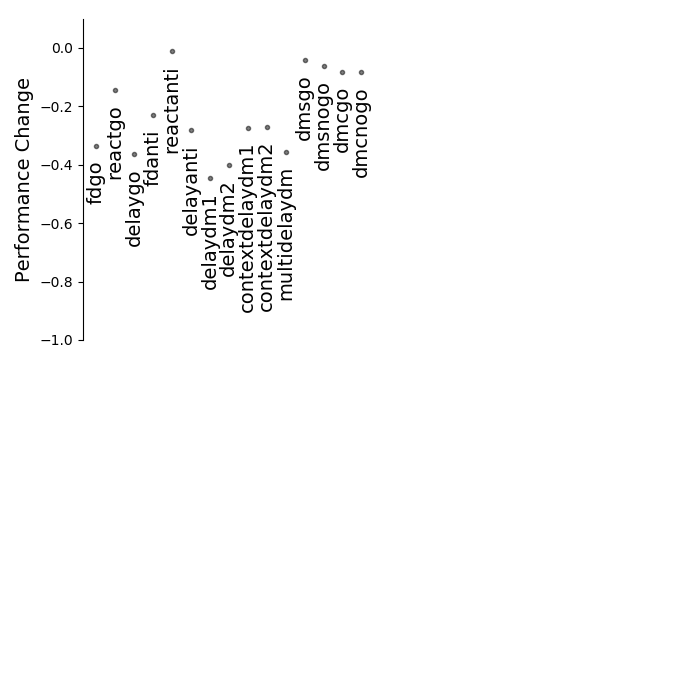 Performance Change
0.0
−0.2
−0.4
−0.6
−0.8
−1.0
fdgo
reactgo
delaygo
fdanti
reactanti
delayanti
delaydm1
delaydm2
contextdelaydm1
contextdelaydm2
multidelaydm
dmsgo
dmsnogo
dmcgo
dmcnogo